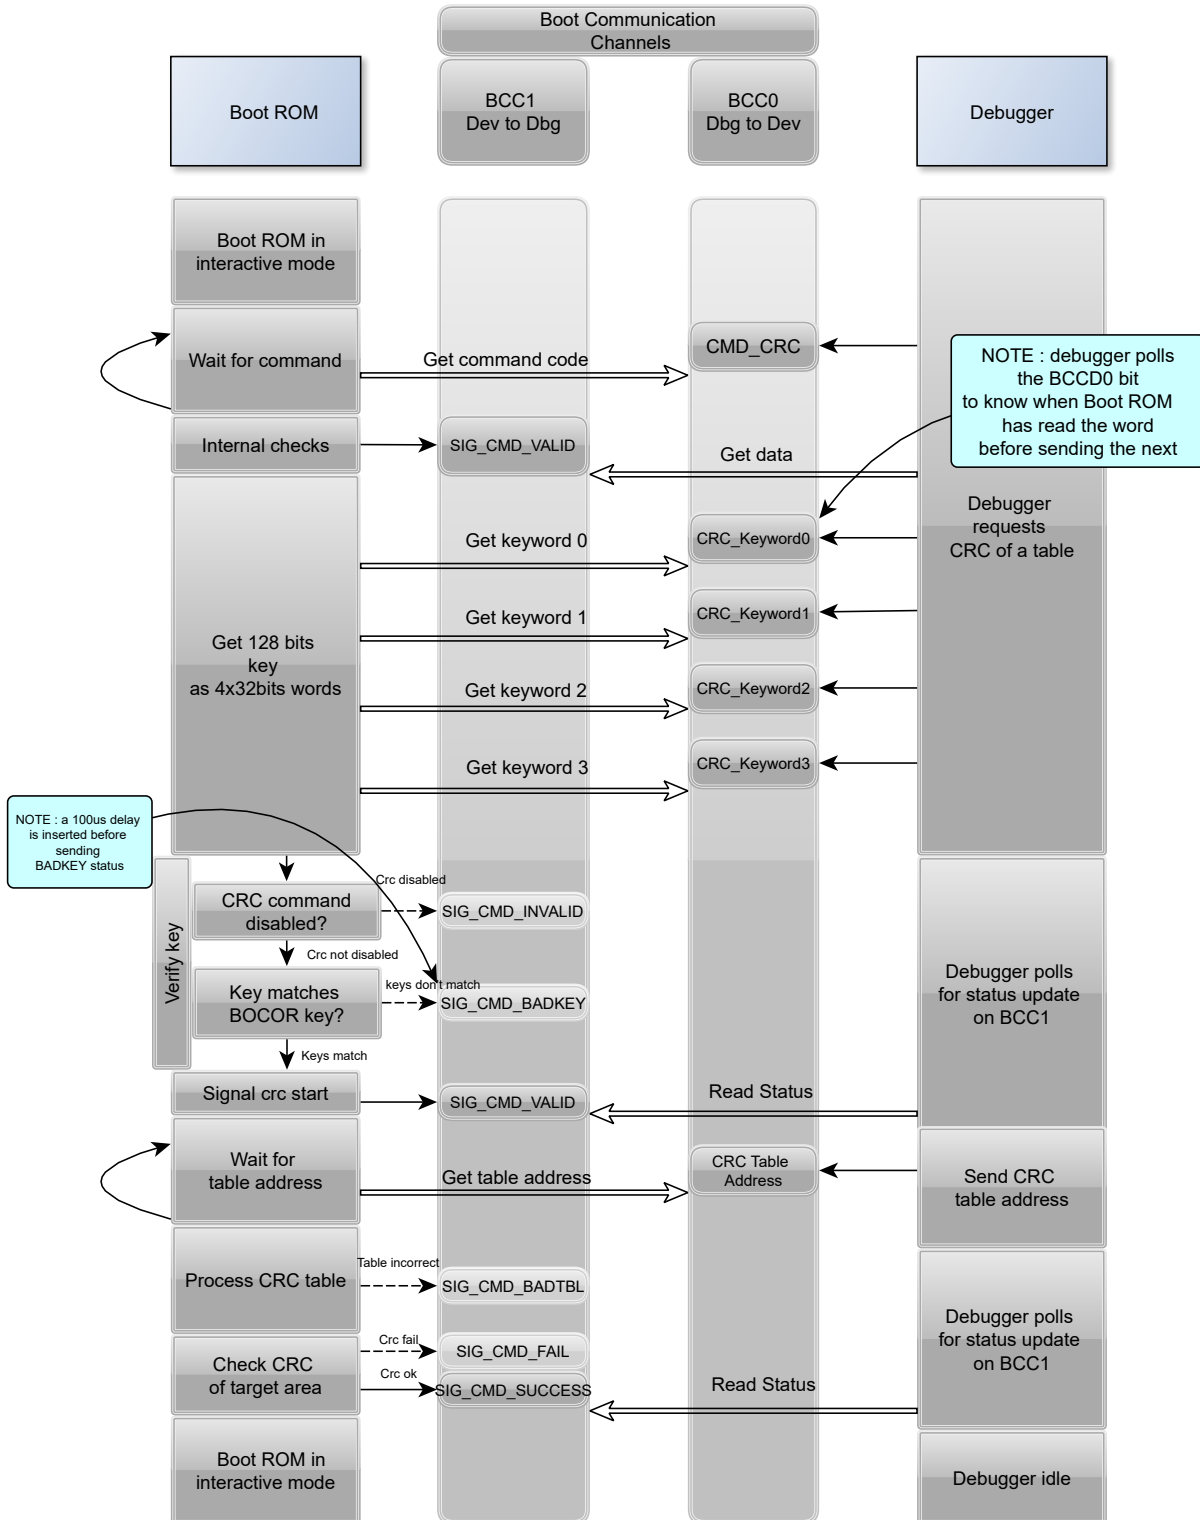 Boot Communication
Channels
Boot ROM
BCC1
Dev to Dbg
BCC0
Dbg to Dev
Debugger
Boot ROM in
interactive mode
Wait for command
Get command code
CMD_CRC
NOTE : debugger polls
the BCCD0 bit
to know when Boot ROM
has read the word
before sending the next
Internal checks
SIG_CMD_VALID
Get data
Debugger
requests
CRC of a table
Get keyword 0
CRC_Keyword0
Get keyword 1
CRC_Keyword1
Get 128 bits
key
as 4x32bits words
Get keyword 2
CRC_Keyword2
Get keyword 3
CRC_Keyword3
NOTE : a 100us delay
is inserted before
sending
BADKEY status
Verify key
CRC command
disabled?
Crc disabled
SIG_CMD_INVALID
Crc not disabled
Key matches
BOCOR key?
keys don't match
SIG_CMD_BADKEY
Debugger polls
for status update
on BCC1
Keys match
Signal crc start
SIG_CMD_VALID
Read Status
Wait for
table address
Get table address
CRC Table
Address
Send CRC
table address
Process CRC table
Table incorrect
SIG_CMD_BADTBL
Debugger polls
for status update
on BCC1
Check CRC
of target area
Crc fail
SIG_CMD_FAIL
Crc ok
SIG_CMD_SUCCESS
Read Status
Boot ROM in
interactive mode
Debugger idle